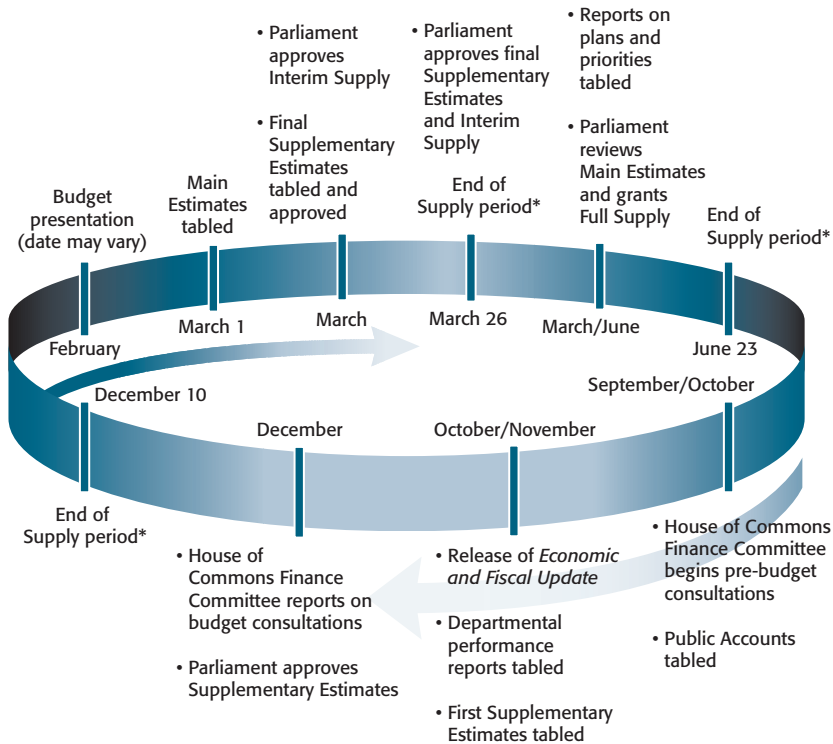 Budget
presentation
(date may vary)
February
Main
Estimates
tabled
March 1
• Parliament
approves
Interim Supply
• Final
Supplementary
Estimates
tabled and
approved
March
• Parliament
approves final
Supplementary
Estimates
and Interim
Supply
End of
Supply period*
March 26
• Reports on
plans and
priorities
tabled
• Parliament
reviews
Main Estimates
and grants
Full Supply
March/June
End of
Supply period*
June 23
September/October
• House of Commons
Finance Committee
begins pre-budget
consultations
• Public Accounts
tabled
October/November
• Release of Economic
and Fiscal Update
• Departmental
performance
reports tabled
• First Supplementary
Estimates tabled
December
• House of
Commons Finance
Committee reports on
budget consultations
• Parliament approves
Supplementary Estimates
December 10
End of
Supply period*